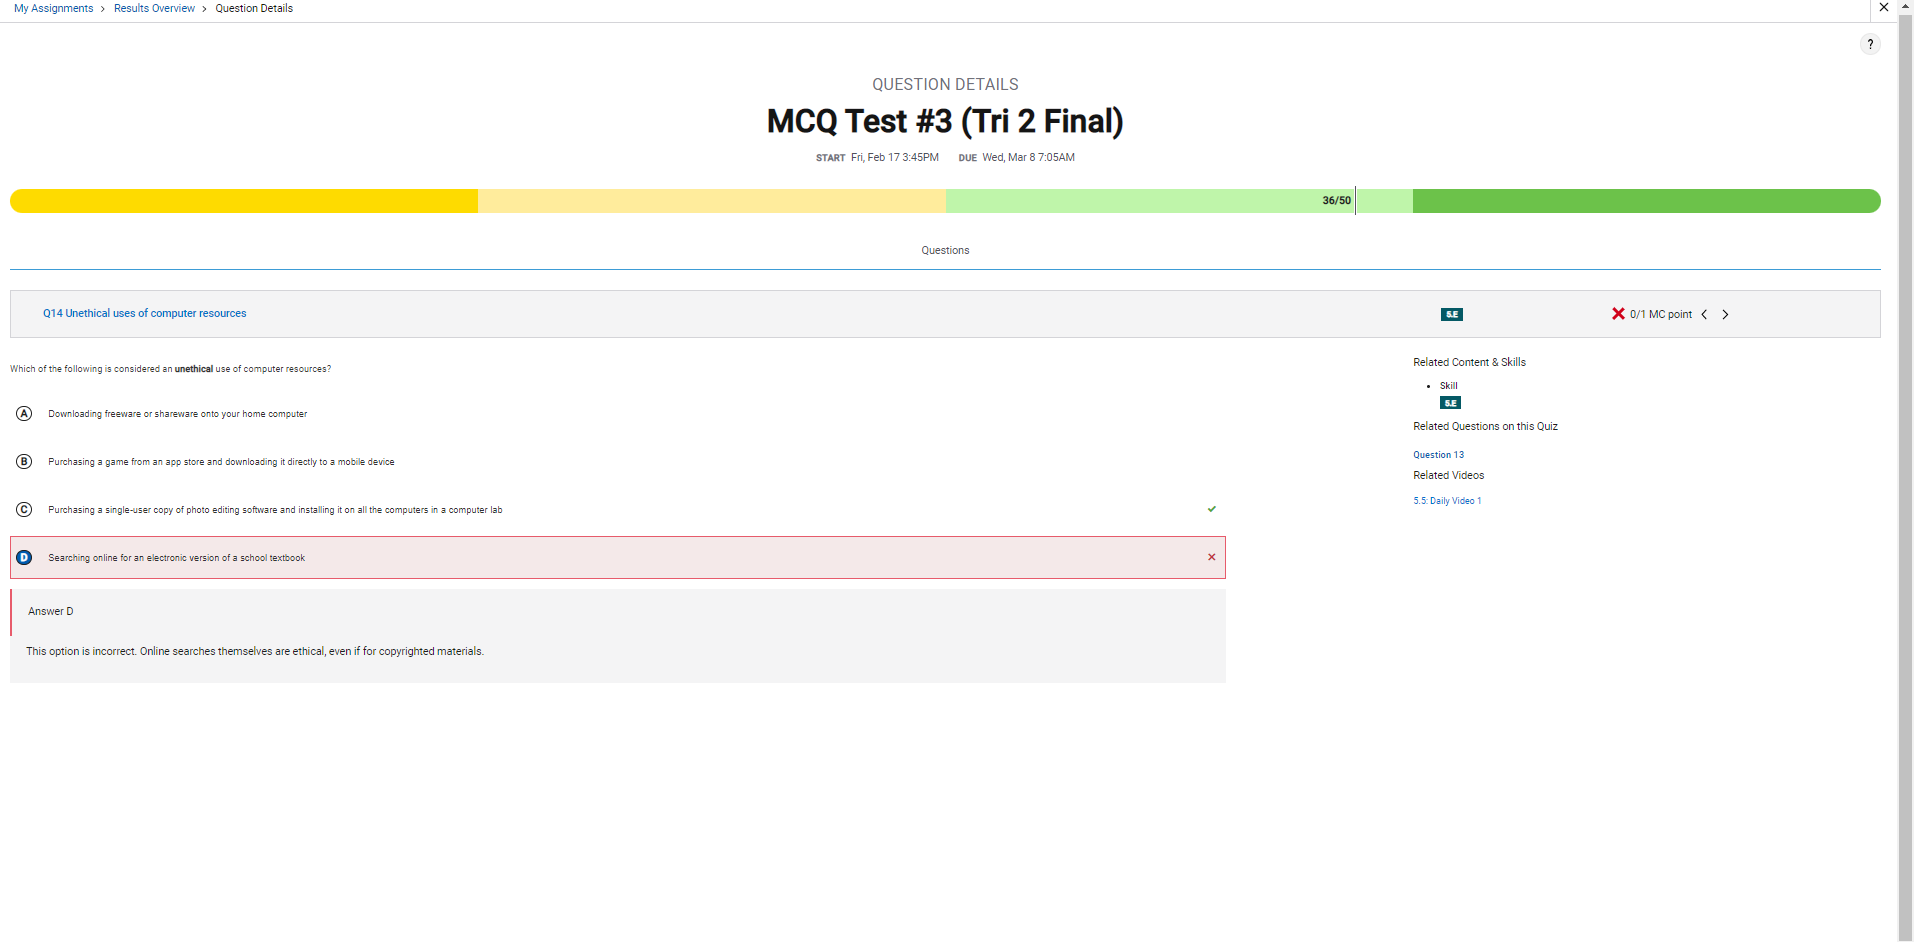 My Assignments > Results Overview > Question Details
×
?
QUESTION DETAILS
MCQ Test #3 (Tri 2 Final)
START Fri, Feb 17 3:45PM DUE Wed, Mar 8 7:05AM
36/50
Questions
Q14 Unethical uses of computer resources 5.E 0/1 MC point < >
Which of the following is considered an unethical use of computer resources?
A Downloading freeware or shareware onto your home computer
B Purchasing a game from an app store and downloading it directly to a mobile device
C Purchasing a single-user copy of photo editing software and installing it on all the computers in a computer lab
D Searching online for an electronic version of a school textbook
Answer D
This option is incorrect. Online searches themselves are ethical, even if for copyrighted materials.
Related Content & Skills
• Skill
5.E
Related Questions on this Quiz
Question 13
Related Videos
5.5: Daily Video 1